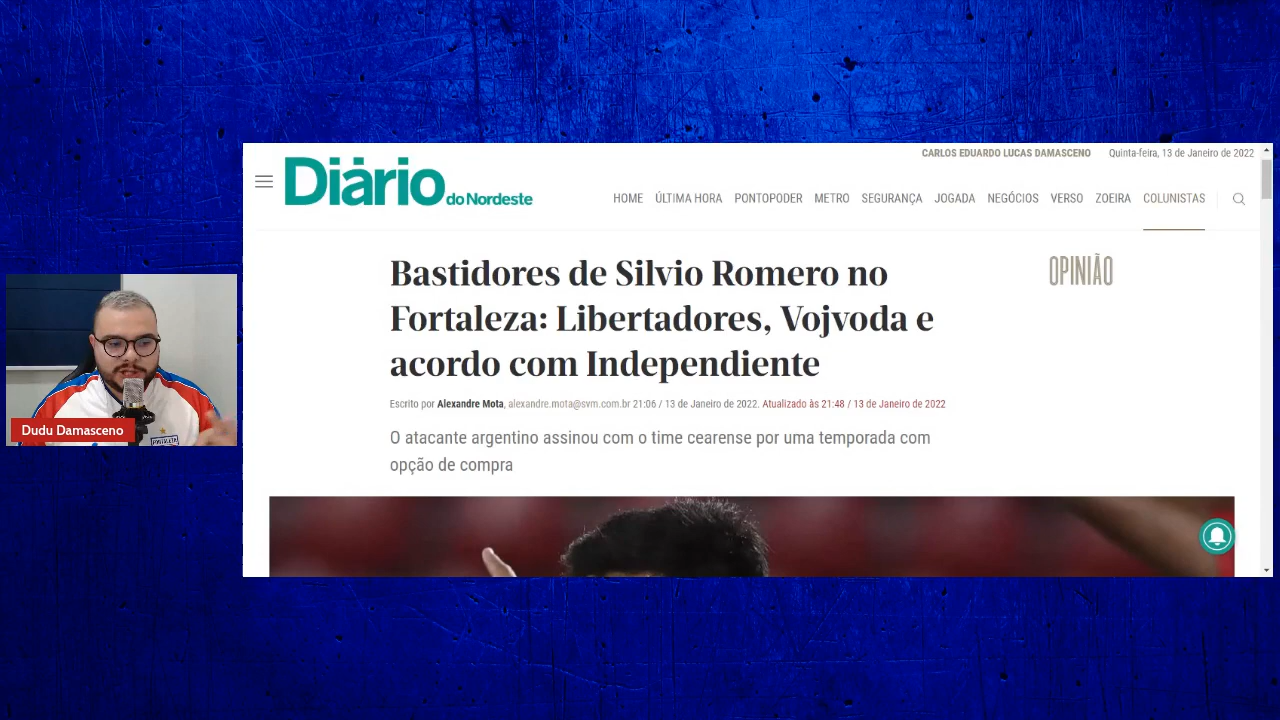 CARLOS EDUARDO LUCAS DAMASCENO Quinta-feira, 13 de Janeiro de 2022
Diário do Nordeste
HOME ÚLTIMA HORA PONTOPODER METRO SEGURANÇA JOGADA NEGÓCIOS VERSO ZOEIRA COLUNISTAS
Bastidores de Silvio Romero no
Fortaleza: Libertadores, Vojvoda e
acordo com Independiente
OPINIÃO
Escrito por Alexandre Mota, alexandre.mota@svm.com.br 21:06 / 13 de Janeiro de 2022. Atualizado às 21:48 / 13 de Janeiro de 2022
O atacante argentino assinou com o time cearense por uma temporada com
opção de compra
Dudu Damasceno
FORTALEZA